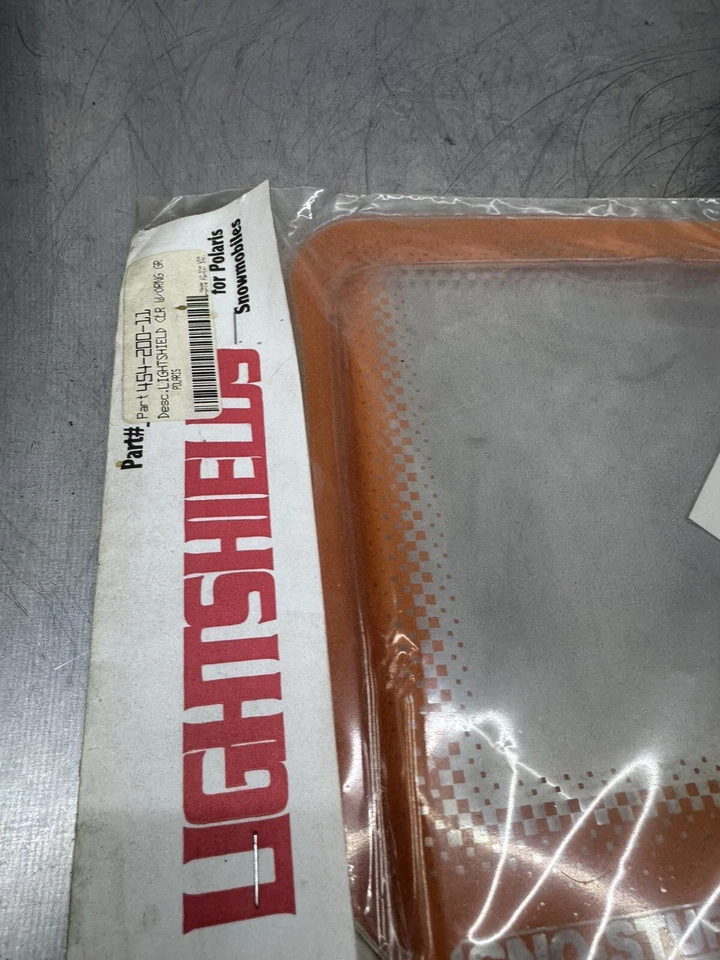 for Polaris
Snowmobiles
Part#
Part 454-200-11
Desc.LIGHTSHIELD CLR W/ORNG GR
POLARIS
LIGHTSHIELDS